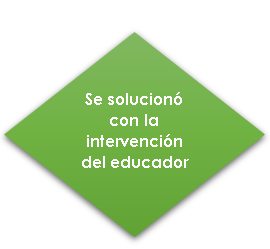 Se solucionó
con la
intervención
del educador